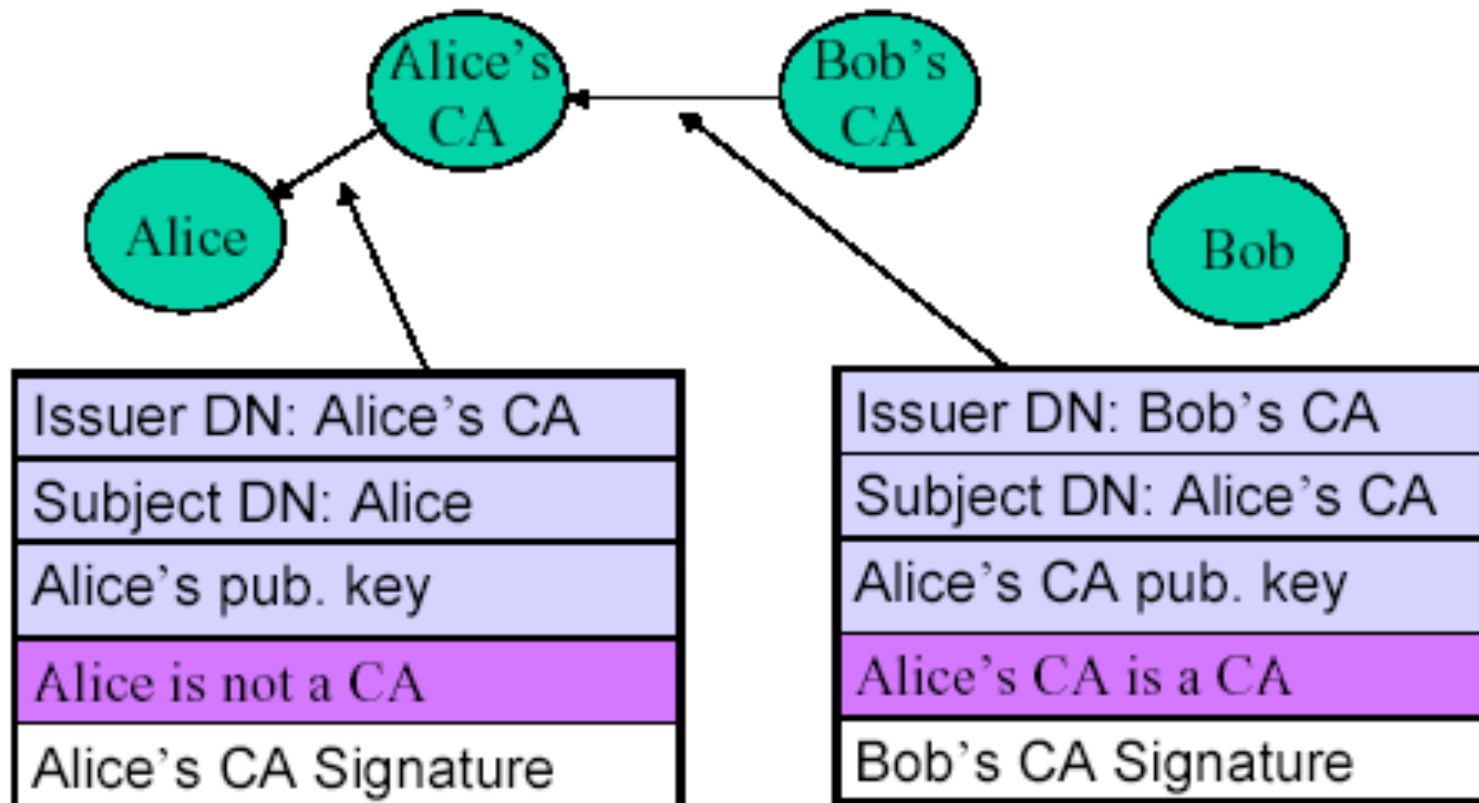 Alice’s
CA
Bob’s
CA
Alice
Bob
Issuer DN: Alice’s CA
Subject DN: Alice
Alice’s pub. key
Alice is not a CA
Alice’s CA Signature
Issuer DN: Bob’s CA
Subject DN: Alice’s CA
Alice’s CA pub. key
Alice’s CA is a CA
Bob’s CA Signature